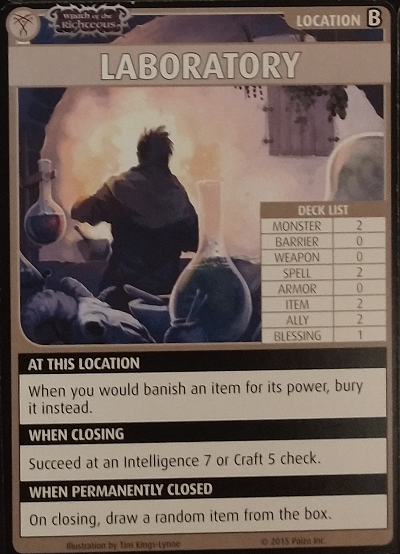 Wrath of the
Righteous
LOCATION B
LABORATORY
DECK LIST
MONSTER 2
BARRIER 0
WEAPON 0
SPELL 2
ARMOR 0
ITEM 2
ALLY 2
BLESSING 1
AT THIS LOCATION
When you would banish an item for its power, bury
it instead.
WHEN CLOSING
Succeed at an Intelligence 7 or Craft 5 check.
WHEN PERMANENTLY CLOSED
On closing, draw a random item from the box.
Illustration by Tim Kings-Lynne © 2015 Paizo Inc.